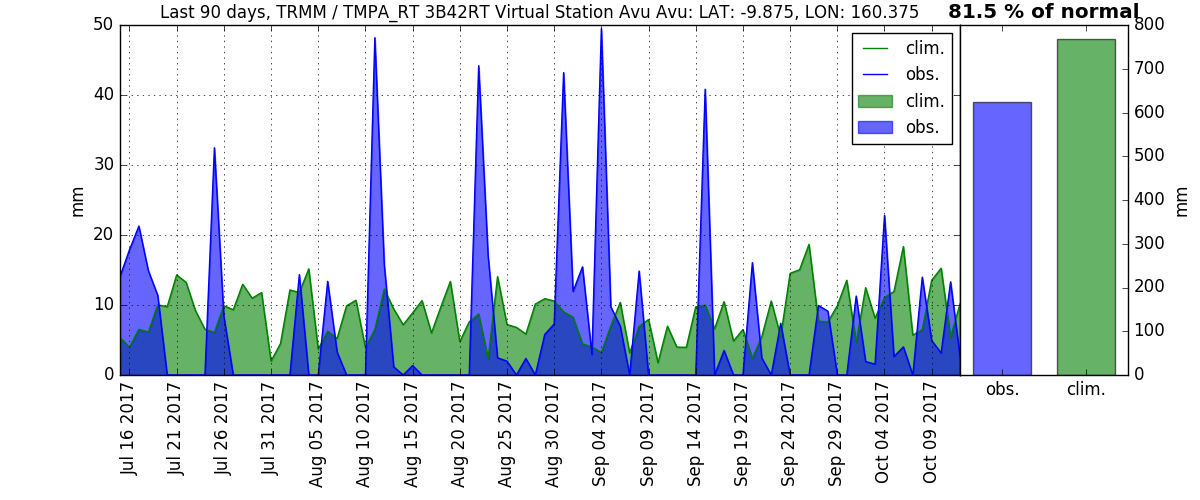 Last 90 days, TRMM / TMPA_RT 3B42RT Virtual Station Avu Avu: LAT: -9.875, LON: 160.375
81.5 % of normal
50
40
30
20
10
0
mm
clim.
obs.
clim.
obs.
Jul 16 2017
Jul 21 2017
Jul 26 2017
Jul 31 2017
Aug 05 2017
Aug 10 2017
Aug 15 2017
Aug 20 2017
Aug 25 2017
Aug 30 2017
Sep 04 2017
Sep 09 2017
Sep 14 2017
Sep 19 2017
Sep 24 2017
Sep 29 2017
Oct 04 2017
Oct 09 2017
800
700
600
500
400
300
200
100
0
mm
obs.
clim.